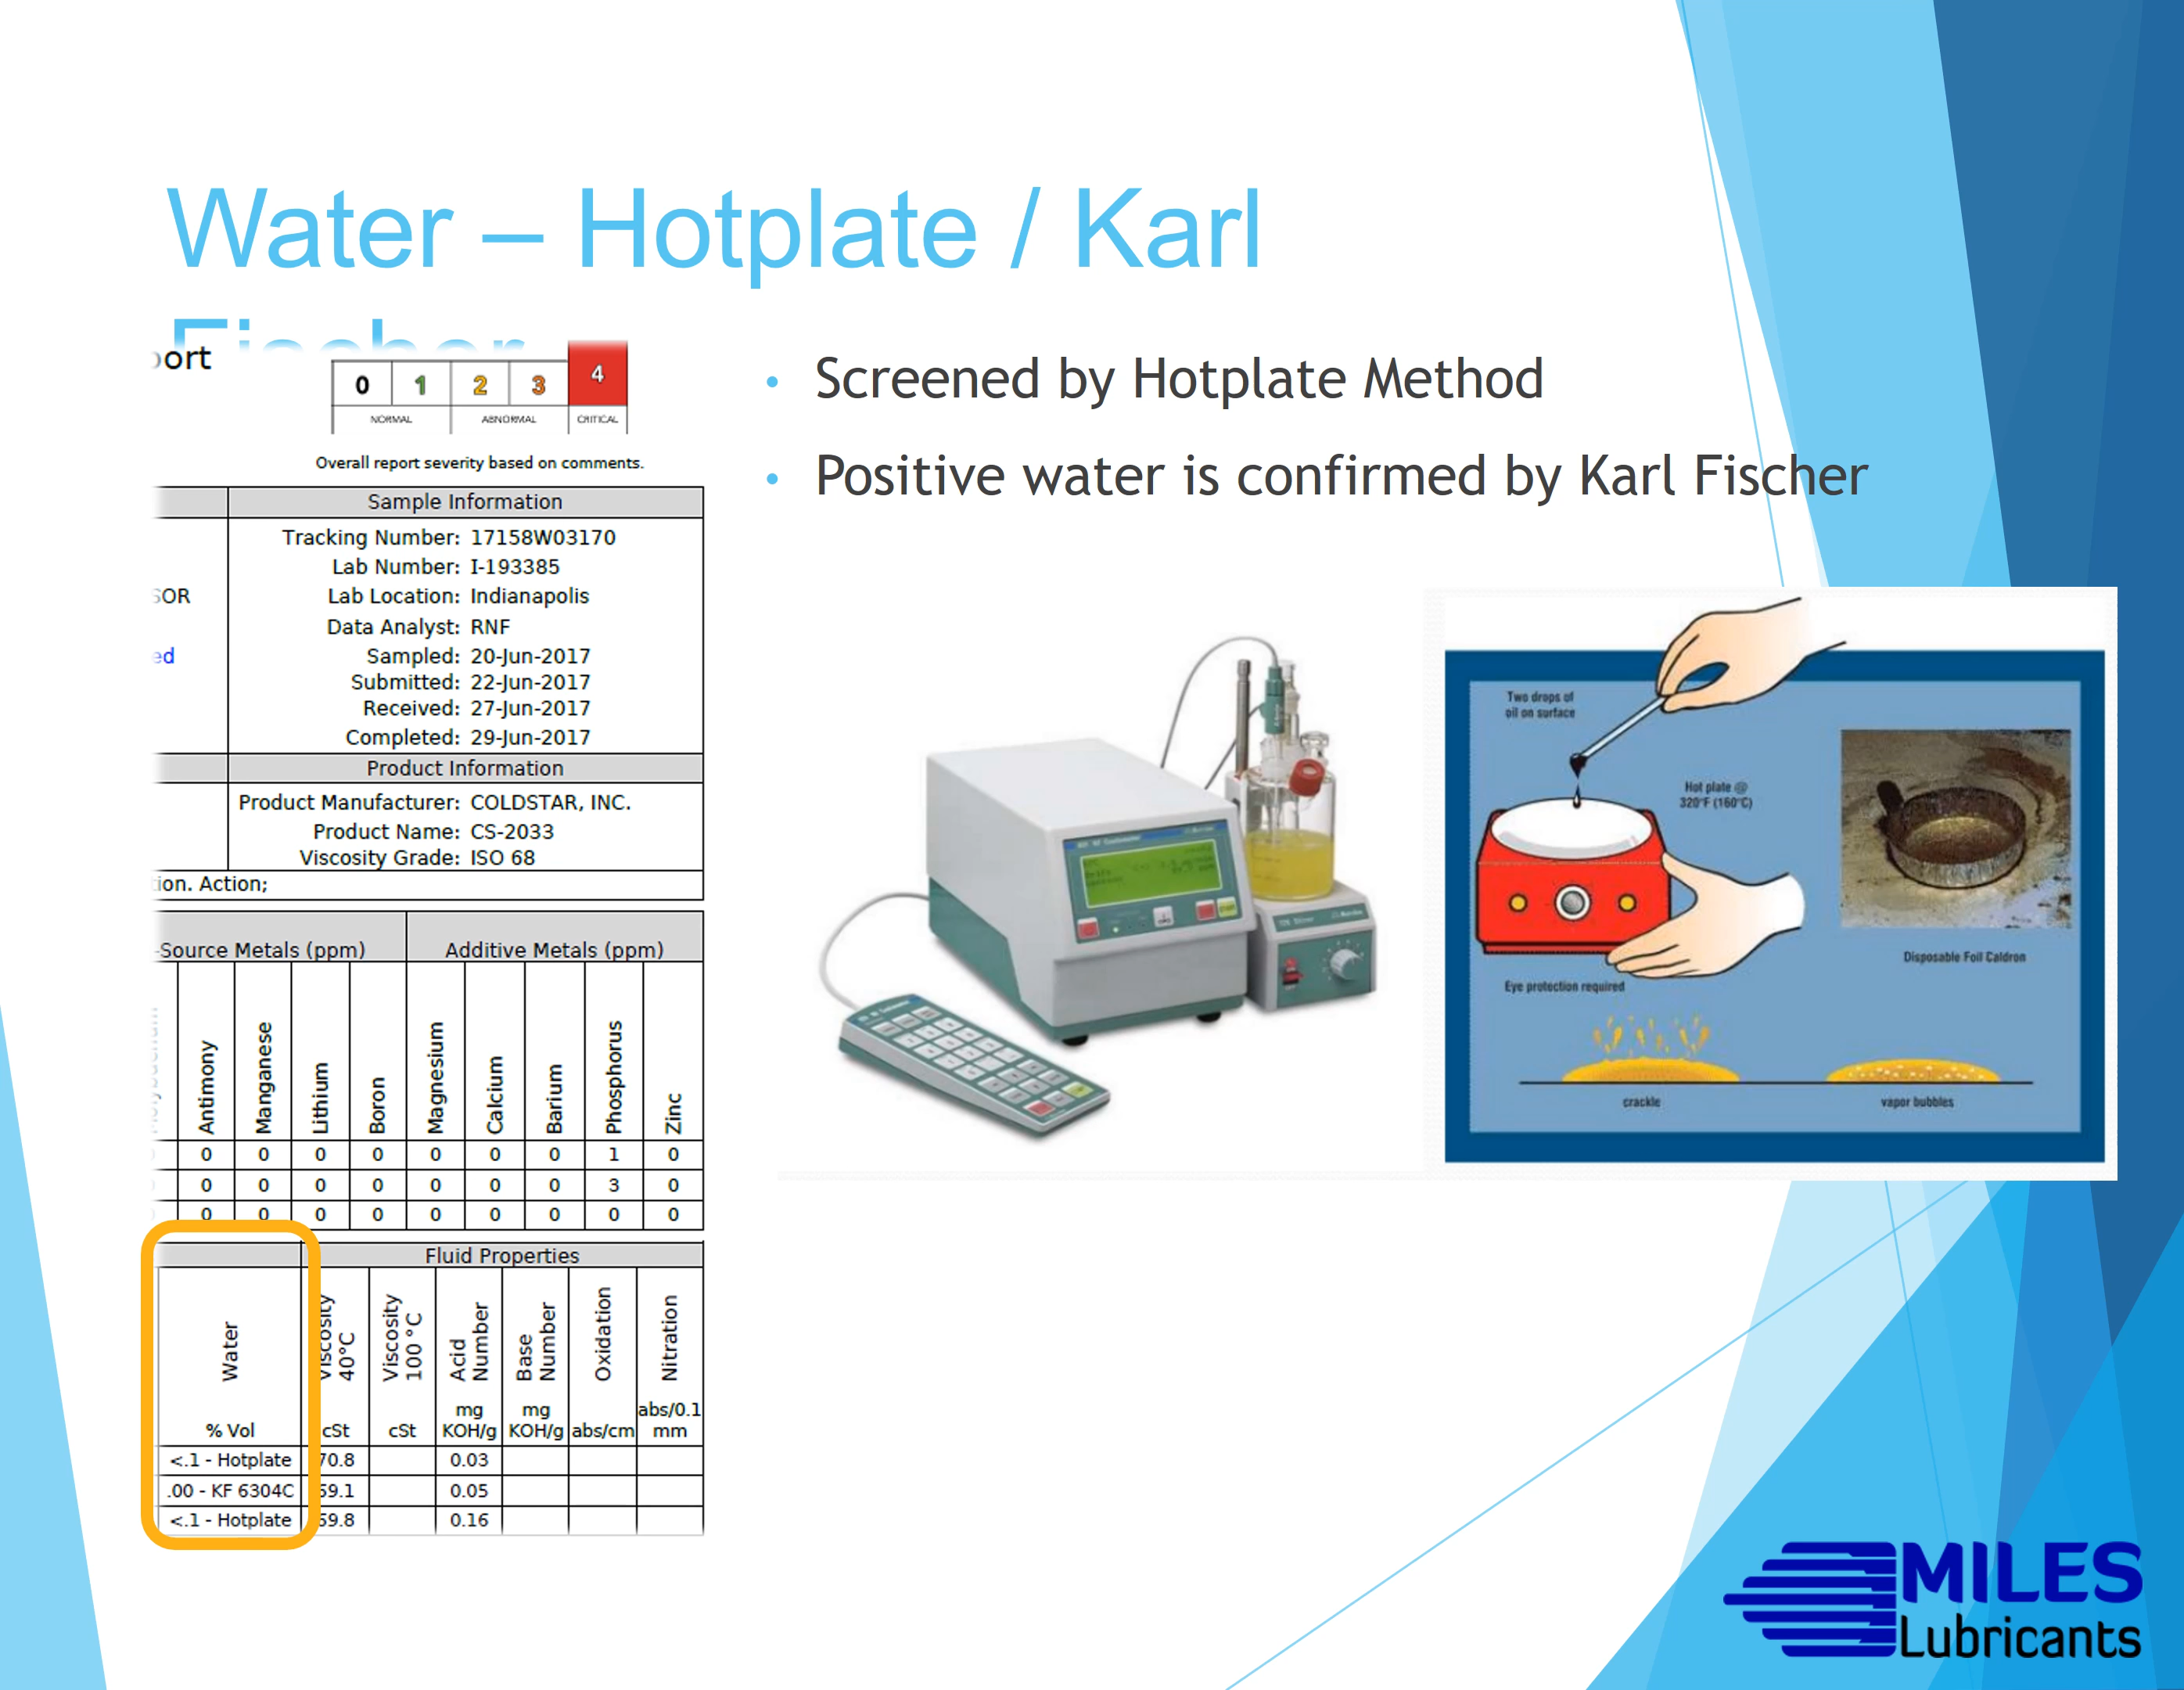 Water – Hotplate / Karl
Fischer
port
0 1 2 3 4
NORMAL ABNORMAL CRITICAL
Overall report severity based on comments.
• Screened by Hotplate Method
• Positive water is confirmed by Karl Fischer
Sample Information
Tracking Number: 17158W03170
Lab Number: I-193385
SOR Lab Location: Indianapolis
Data Analyst: RNF
ed Sampled: 20-Jun-2017
Submitted: 22-Jun-2017
Received: 27-Jun-2017
Completed: 29-Jun-2017
Product Information
Product Manufacturer: COLDSTAR, INC.
Product Name: CS-2033
Viscosity Grade: ISO 68
tion. Action;
-Source Metals (ppm) Additive Metals (ppm)
Antimony Manganese Lithium Boron Magnesium Calcium Barium Phosphorus Zinc
0 0 0 0 0 0 0 1 0
0 0 0 0 0 0 0 3 0
0 0 0 0 0 0 0 0 0
Fluid Properties
Water Viscosity 40°C Viscosity 100 °C Acid Number Base Number Oxidation Nitration
% Vol cSt cSt mg KOH/g mg KOH/g abs/cm abs/0.1 mm
<.1 - Hotplate 70.8 0.03
.00 - KF 6304C 59.1 0.05
<.1 - Hotplate 59.8 0.16
Two drops of
oil on surface
Hot plate @
320°F (160°C)
Disposable Foil Caldron
Eye protection required
crackle
vapor bubbles
MILES
Lubricants